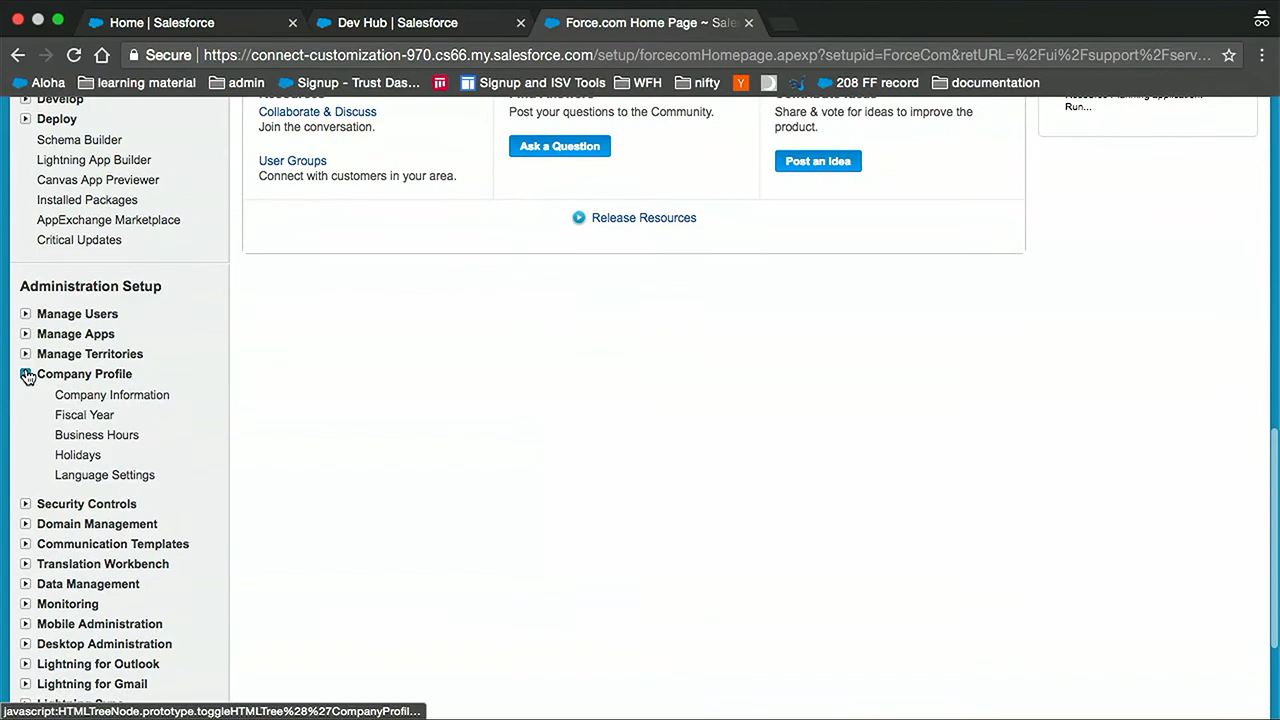 Home | Salesforce
Dev Hub | Salesforce
Force.com Home Page ~ Sale
Secure
https://connect-customization-970.cs66.my.salesforce.com/setup/forcecomHomepage.apexp?setupid=ForceCom&retURL=%2Fui%2Fsupport%2Fserv...
Aloha
learning material
admin
Signup - Trust Das...
Signup and ISV Tools
WFH
nifty
Y
208 FF record
documentation
Develop
Deploy
Schema Builder
Lightning App Builder
Canvas App Previewer
Installed Packages
AppExchange Marketplace
Critical Updates
Administration Setup
Manage Users
Manage Apps
Manage Territories
Company Profile
Company Information
Fiscal Year
Business Hours
Holidays
Language Settings
Security Controls
Domain Management
Communication Templates
Translation Workbench
Data Management
Monitoring
Mobile Administration
Desktop Administration
Lightning for Outlook
Lightning for Gmail
Collaborate & Discuss
Join the conversation.
User Groups
Connect with customers in your area.
Post your questions to the Community.
Ask a Question
Share & vote for ideas to improve the
product.
Post an Idea
Release Resources
Run...
javascript:HTMLTreeNode.prototype.toggleHTMLTree%28%27CompanyProfil...